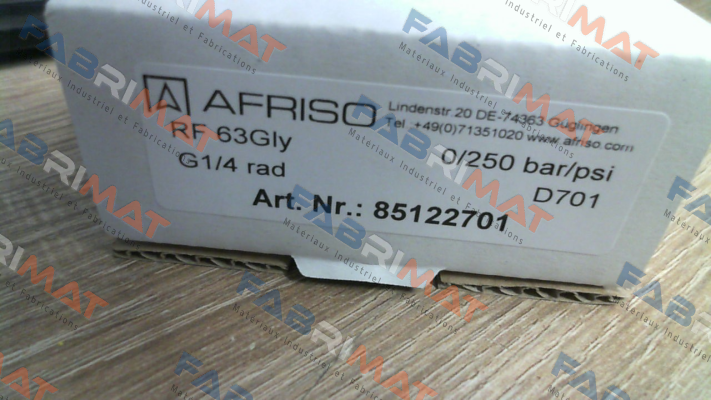 AFRISO
Lindenstr.20 DE-74363 Güglingen
Tel.:+49(0)71351020 www.afriso.com
RF 63Gly
0/250 bar/psi
G1/4 rad
D701
Art. Nr.: 85122701
FABRIMAT
Materiaux Industriel et Fabrications